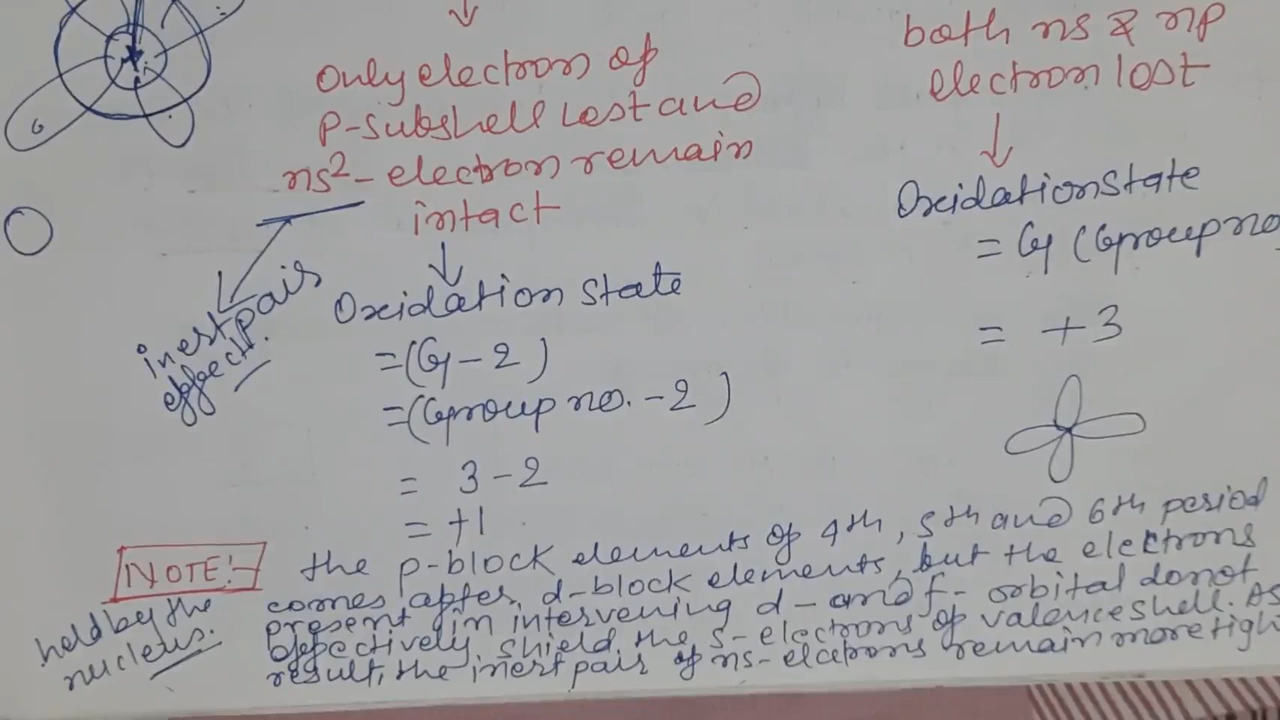 only electron of
P-subshell lost and
ns²- electron remain
intact
inert pair
effect.
Oxidation state
=(G-2)
=(Group no. -2)
= 3-2
= +1
both ns & np
electron lost
Oxidation State
= G (Group no
= +3
NOTE:- the p-block elements of 4th, 5th and 6th period
comes after d-block elements, but the electrons
present in intervening d- and f- orbital donot
effectively shield the s-electrons of valence shell. As
result, the inert pair of ns-electrons remain more tigh
held by the
nucleus.